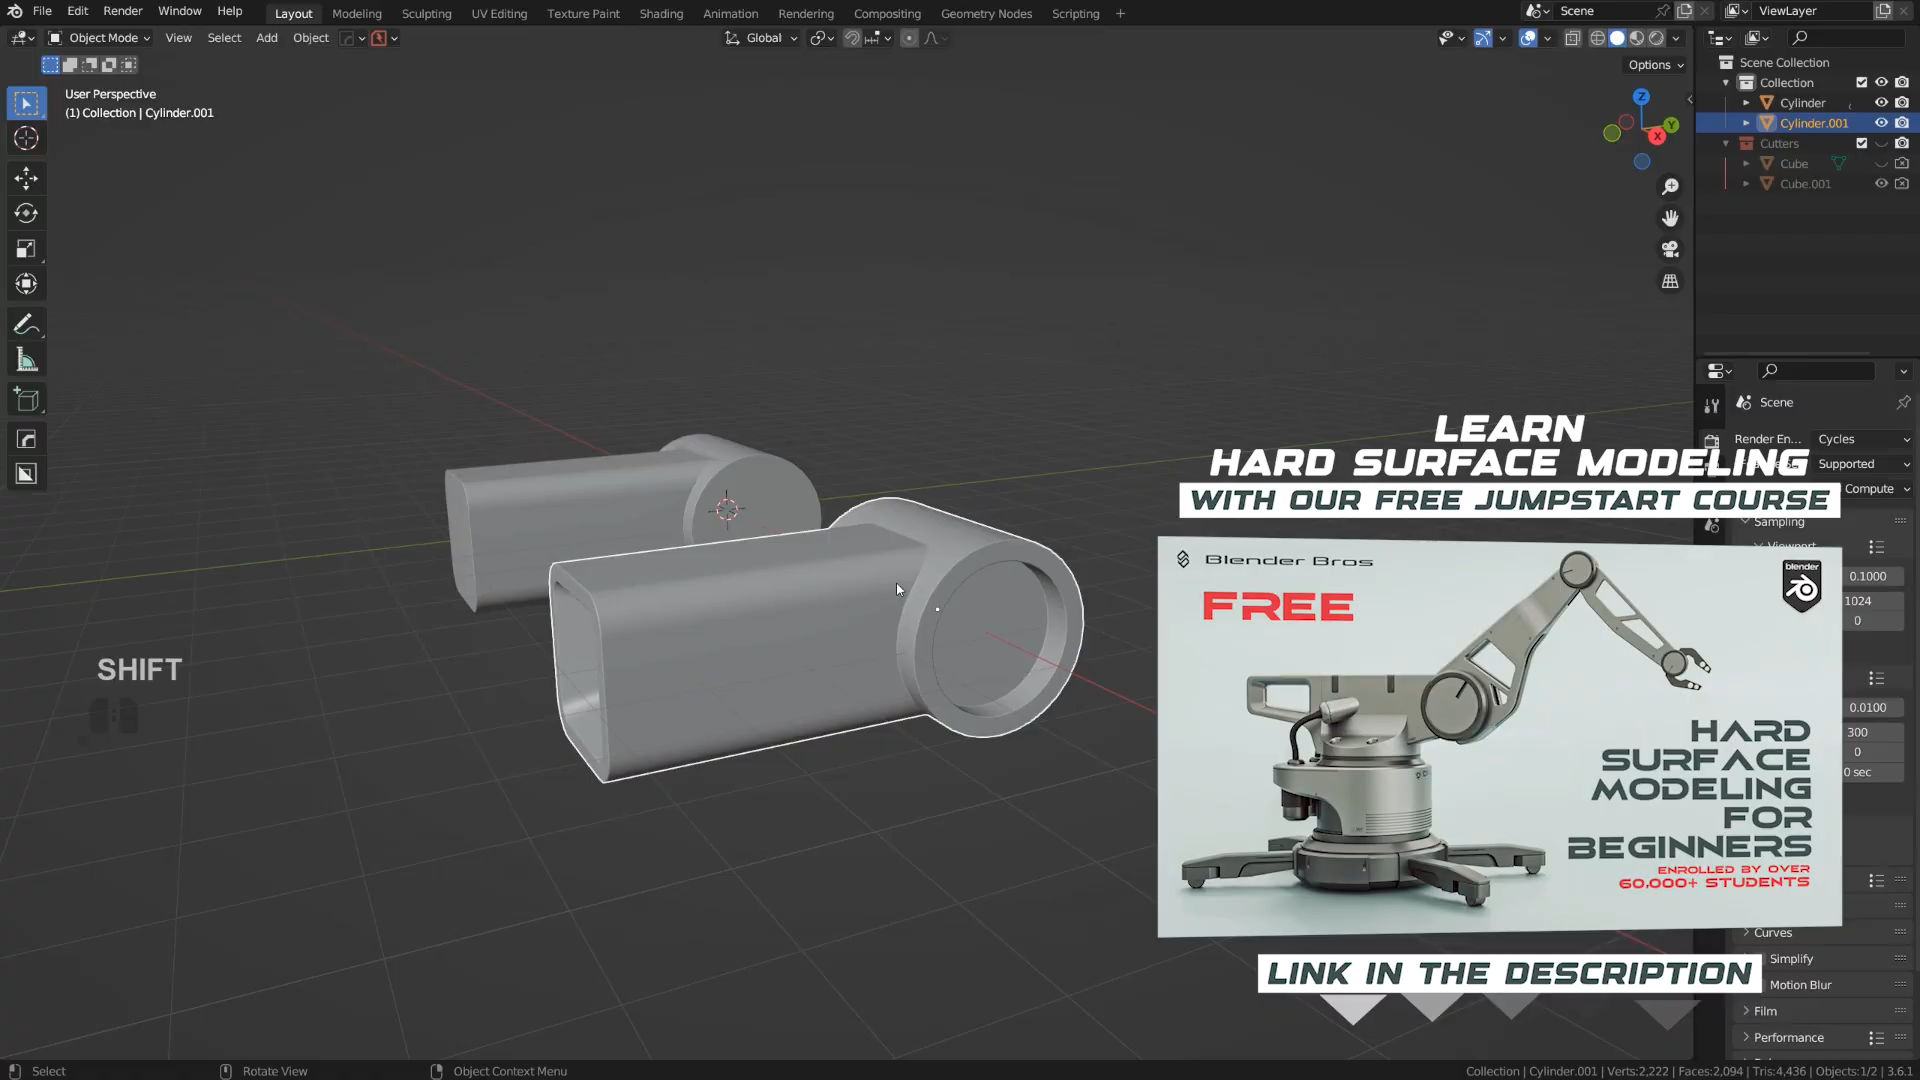 File Edit Render Window Help Layout Modeling Sculpting UV Editing Texture Paint Shading Animation Rendering Compositing Geometry Nodes Scripting + Scene ViewLayer
Object Mode View Select Add Object Global
Options
User Perspective
(1) Collection | Cylinder.001
Z
Y
X
Scene Collection
Collection
Cylinder
Cylinder.001
Cutters
Cube
Cube.001
Scene
Render En... Cycles
Supported
Compute
Sampling
Viewport
0.1000
1024
0
0.0100
300
0
0 sec
Curves
Simplify
Motion Blur
Film
Performance
SHIFT
LEARN
HARD SURFACE MODELING
WITH OUR FREE JUMPSTART COURSE
Blender Bros
blender
FREE
HARD
SURFACE
MODELING
FOR
BEGINNERS
ENROLLED BY OVER
60,000+ STUDENTS
LINK IN THE DESCRIPTION
Select Rotate View Object Context Menu Collection | Cylinder.001 | Verts:2,222 | Faces:2,094 | Tris:4,436 | Objects:1/2 | 3.6.1